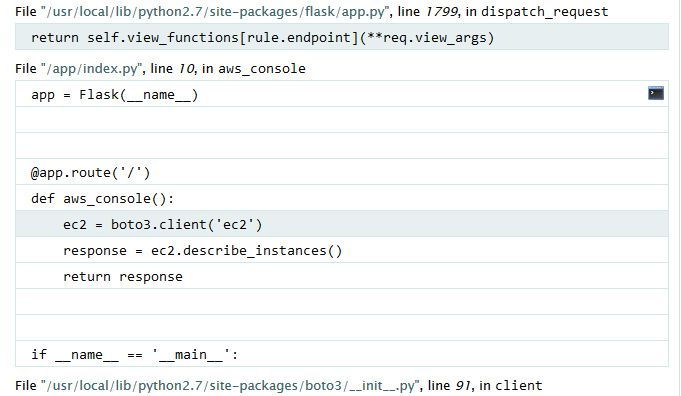 File "/usr/local/lib/python2.7/site-packages/flask/app.py", line 1799, in dispatch_request
return self.view_functions[rule.endpoint](**req.view_args)
File "/app/index.py", line 10, in aws_console
app = Flask(__name__)
@app.route('/')
def aws_console():
ec2 = boto3.client('ec2')
response = ec2.describe_instances()
return response
if __name__ == '__main__':
File "/usr/local/lib/python2.7/site-packages/boto3/__init__.py", line 91, in client